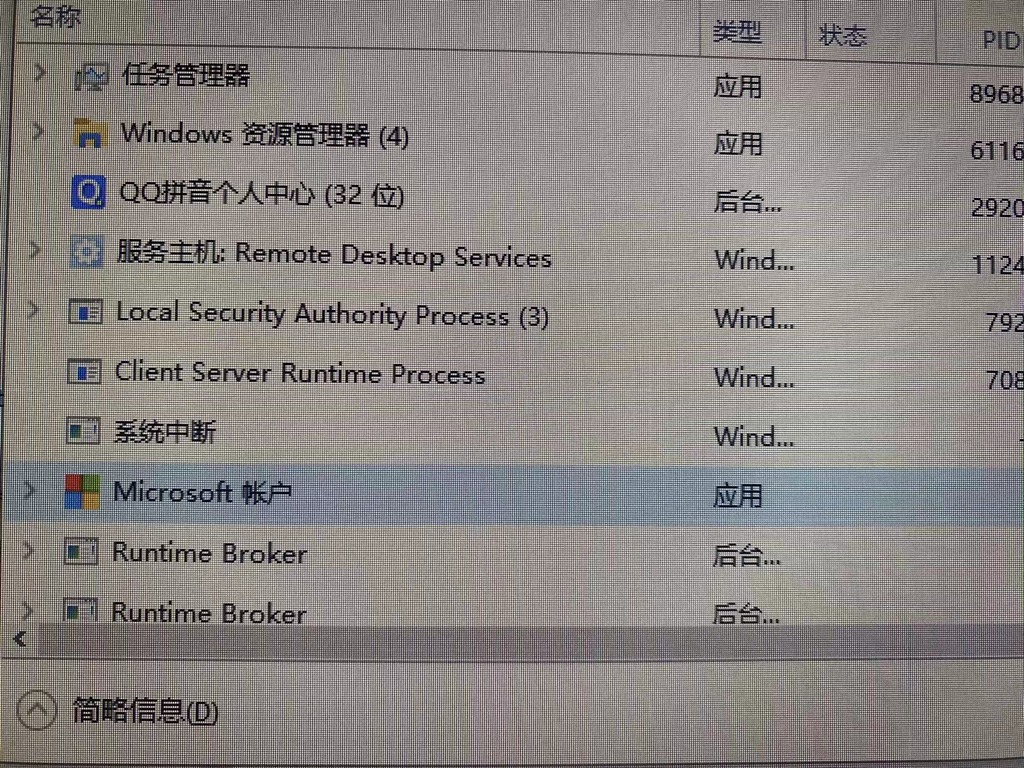 名称 类型 状态 PID
任务管理器 应用 8968
Windows 资源管理器 (4) 应用 6116
QQ拼音个人中心 (32 位) 后台... 2920
服务主机: Remote Desktop Services Wind... 1124
Local Security Authority Process (3) Wind... 792
Client Server Runtime Process Wind... 708
系统中断 Wind... -
Microsoft 帐户 应用
Runtime Broker 后台...
Runtime Broker 后台...
简略信息(D)